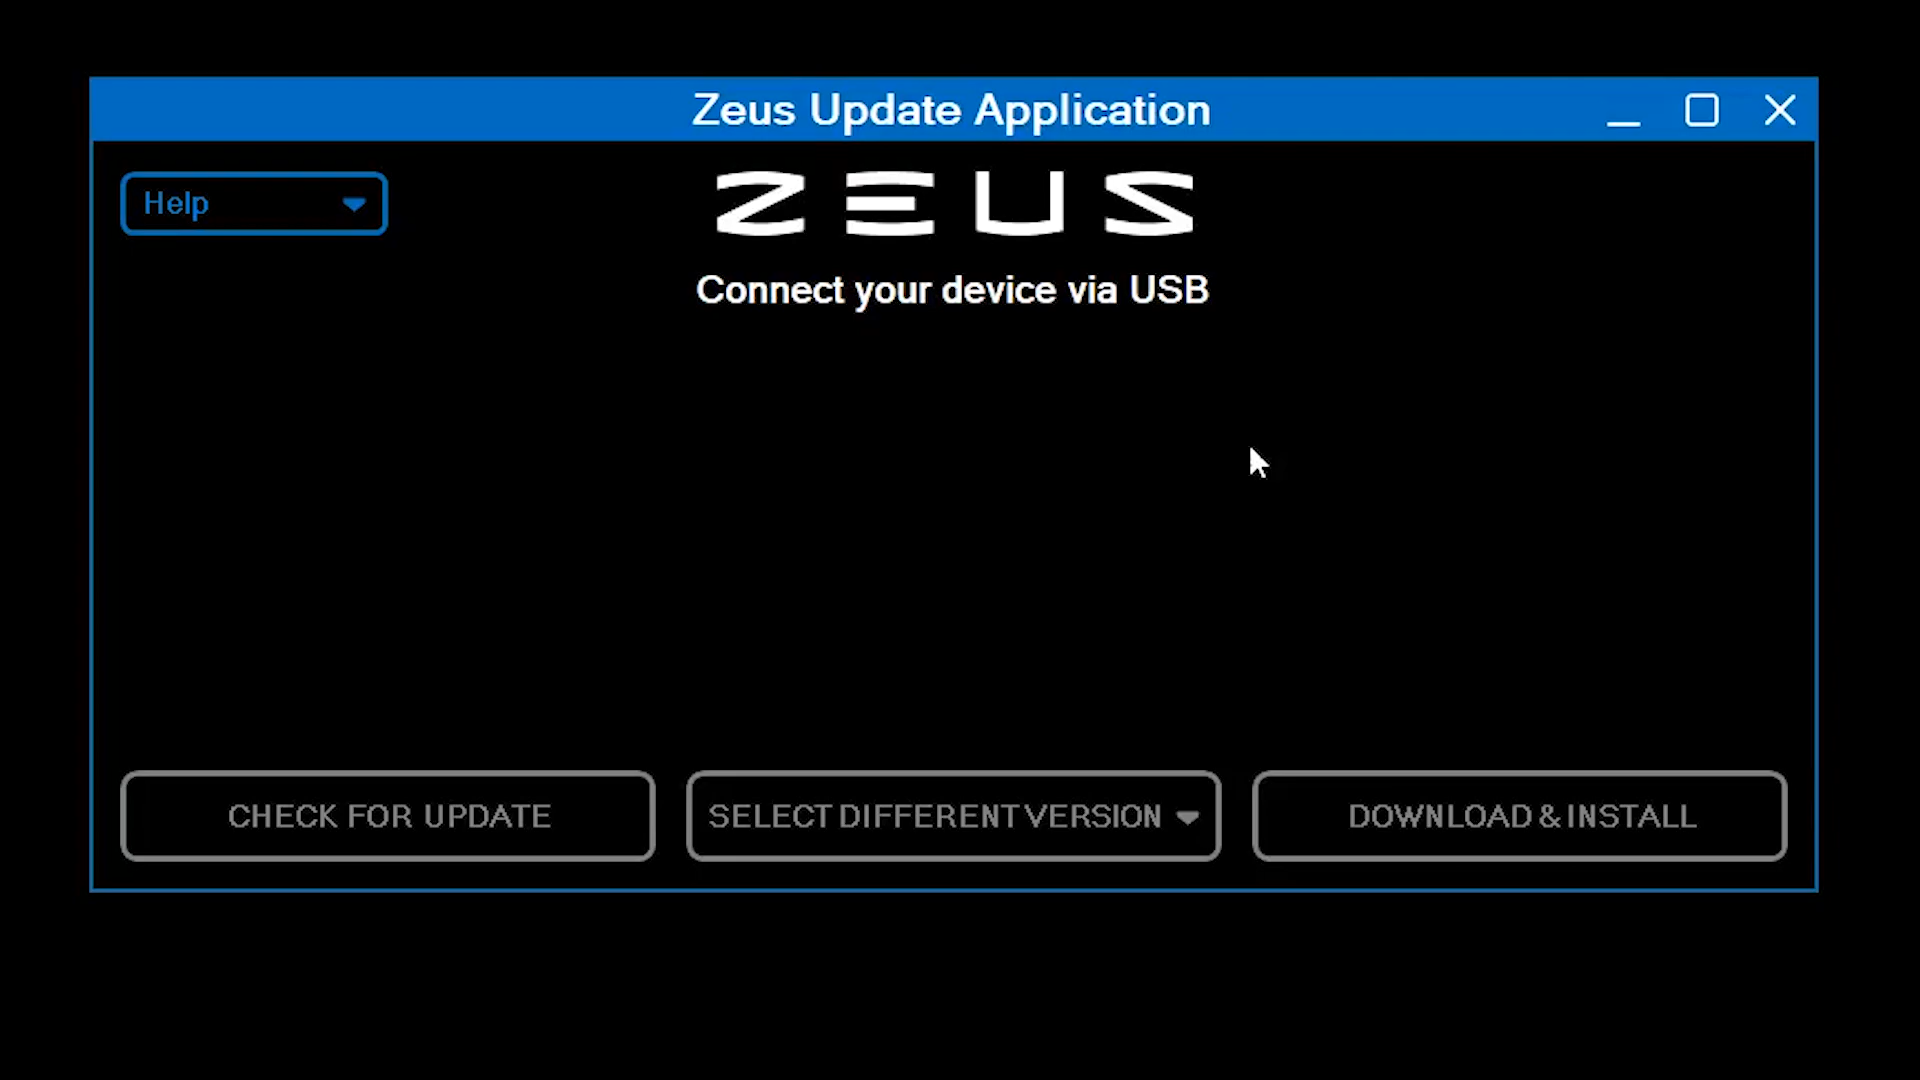 Zeus Update Application
Help
ZEUS
Connect your device via USB
CHECK FOR UPDATE
SELECT DIFFERENT VERSION
DOWNLOAD & INSTALL